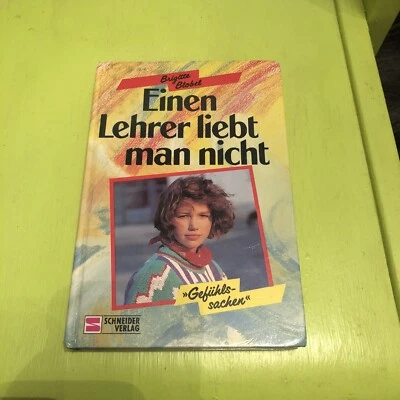 Brigitte
Blobel
Einen
Lehrer liebt
man nicht
»Gefühls-
sachen«
SCHNEIDER
VERLAG